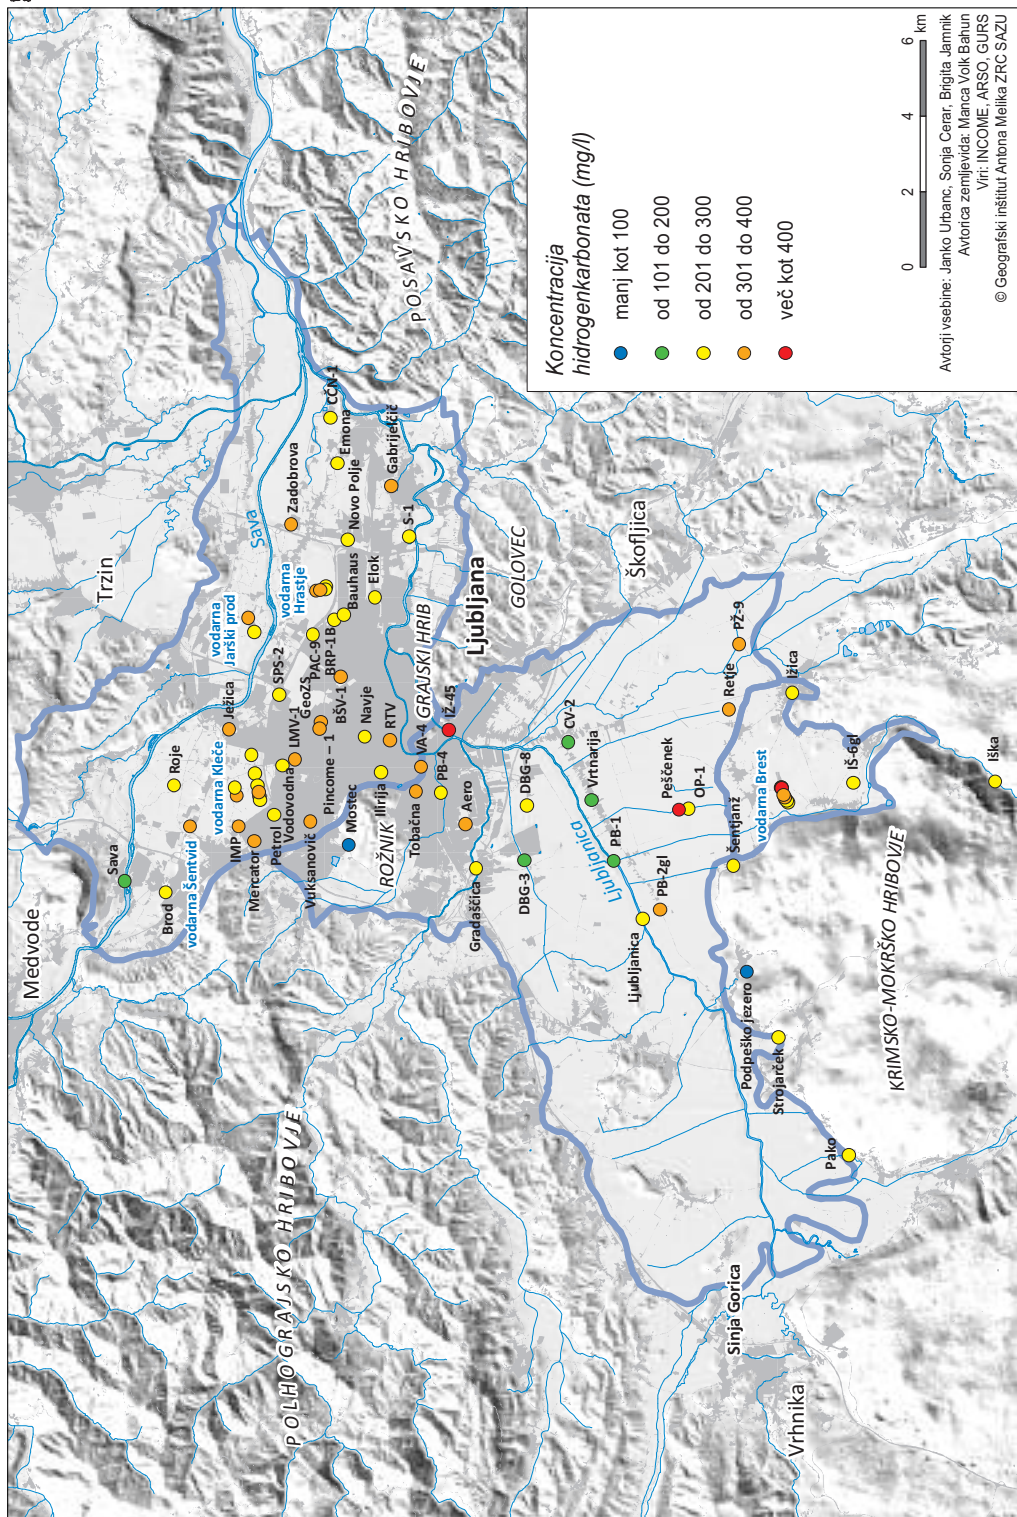 Medvode
Sava
Brod
Roje
vodarna Šentvid
vodarna Kleče
Ježica
IMP
Mercator
Petrol
Vodovodna
LMV-1
SPS-2
GeoZS
Vuksanovič
Pincome – 1
Mostec
BŠV-1
PAC-9
BRP-1B
Navje
Ilirija
RTV
ROŽNIK
Tobačna
VA-4
PB-4
Aero
Gradaščica
GRAJSKI HRIB
IŽ-45
Ljubljana
Trzin
vodarna
Jarški prod
Sava
vodarna
Hrastje
Zadobrova
Bauhaus
Elok
Novo Polje
Emona
CČN-1
Gabrijelčič
S-1
POSAVSKO HRIBOVJE
GOLOVEC
Škofljica
DBG-8
DBG-3
CV-2
Vrtnarija
PB-1
Ljubljanica
Ljubljanica
PB-2gl
Peščenek
OP-1
Retje
PŽ-9
Ižica
Šentjanž
vodarna Brest
IŠ-6gl
Iška
Podpeško jezero
Strojarček
Pako
KRIMSKO-MOKRŠKO HRIBOVJE
POLHOGRAJSKO HRIBOVJE
Sinja Gorica
Vrhnika
Koncentracija
hidrogenkarbonata (mg/l)
manj kot 100
od 101 do 200
od 201 do 300
od 301 do 400
več kot 400
0 2 4 6 km
Avtorji vsebine: Janko Urbanc, Sonja Cerar, Brigita Jamnik
Avtorica zemljevida: Manca Volk Bahun
Viri: INCOME, ARSO, GURS
© Geografski inštitut Antona Melika ZRC SAZU